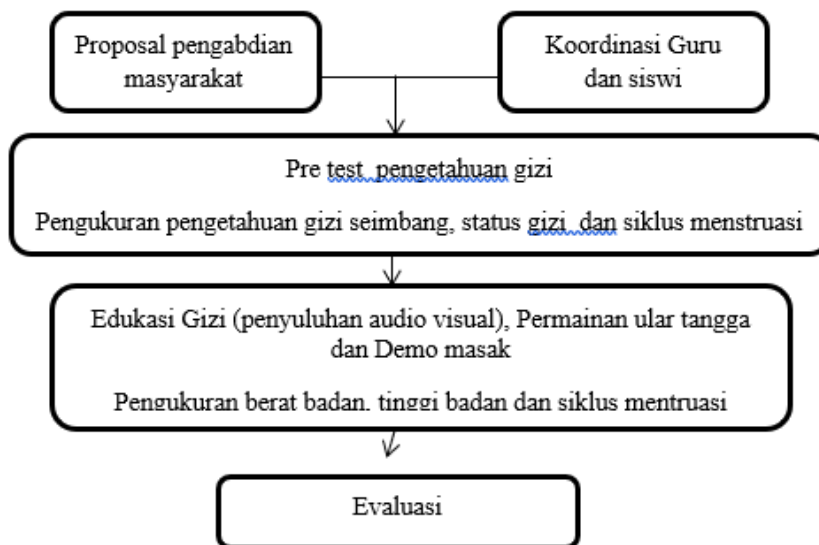 Proposal pengabdian
masyarakat
Koordinasi Guru
dan siswi
Pre test pengetahuan gizi
Pengukuran pengetahuan gizi seimbang, status gizi dan siklus menstruasi
Edukasi Gizi (penyuluhan audio visual), Permainan ular tangga
dan Demo masak
Pengukuran berat badan, tinggi badan dan siklus mentruasi
Evaluasi